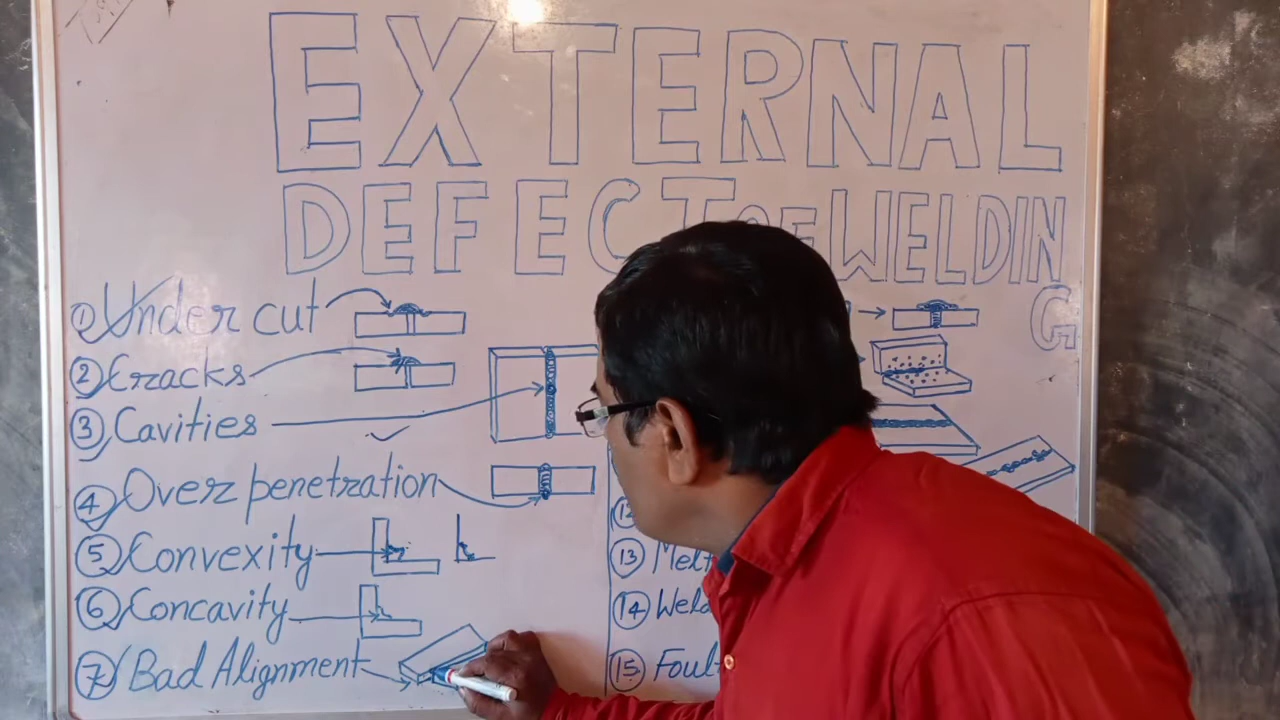 EXTERNAL
DEFECT OF WELDIN
G
① Under cut
② Cracks
③ Cavities
④ Over penetration
⑤ Convexity
⑥ Concavity
⑦ Bad Alignment
⑫
⑬ Melt
⑭ Weld
⑮ Foul